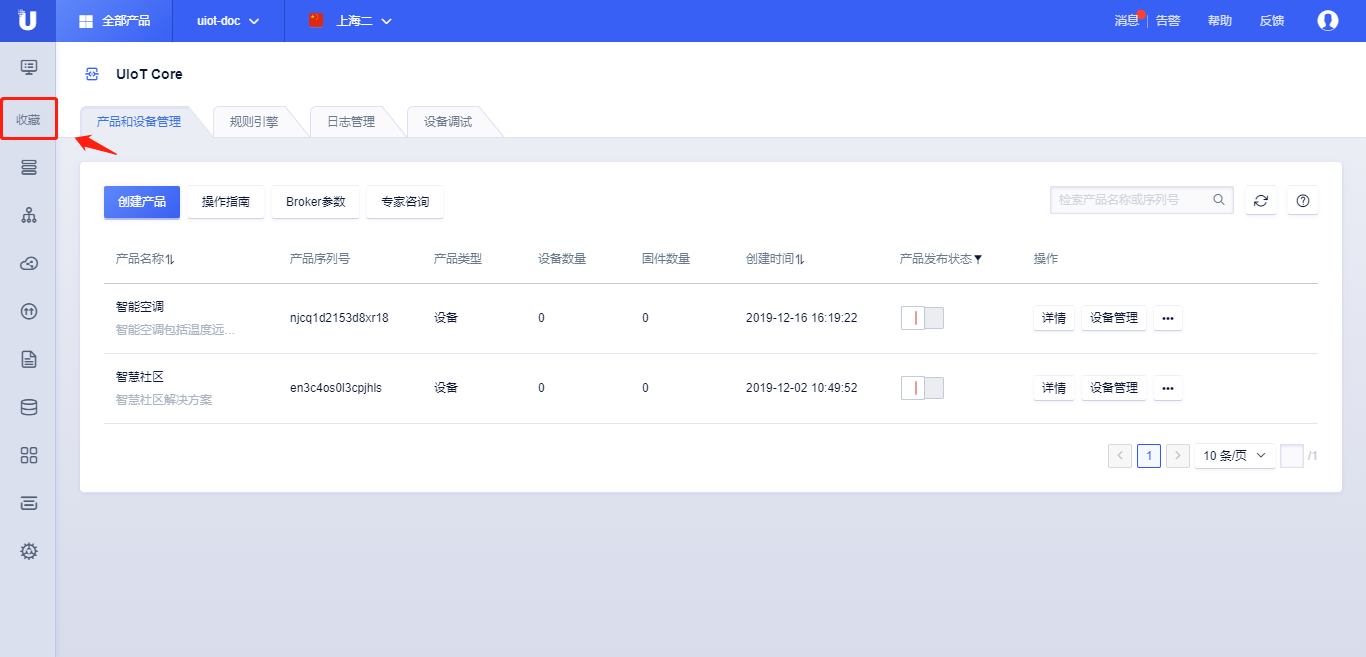 U 全部产品 uiot-doc 上海二 消息 告警 帮助 反馈
UIoT Core
收藏 产品和设备管理 规则引擎 日志管理 设备调试
创建产品 操作指南 Broker参数 专家咨询 检索产品名称或序列号
产品名称 产品序列号 产品类型 设备数量 固件数量 创建时间 产品发布状态 操作
智能空调
智能空调包括温度远...
njcq1d2153d8xr18 设备 0 0 2019-12-16 16:19:22 详情 设备管理 •••
智慧社区
智慧社区解决方案
en3c4os0l3cpjhls 设备 0 0 2019-12-02 10:49:52 详情 设备管理 •••
< 1 > 10 条/页 /1